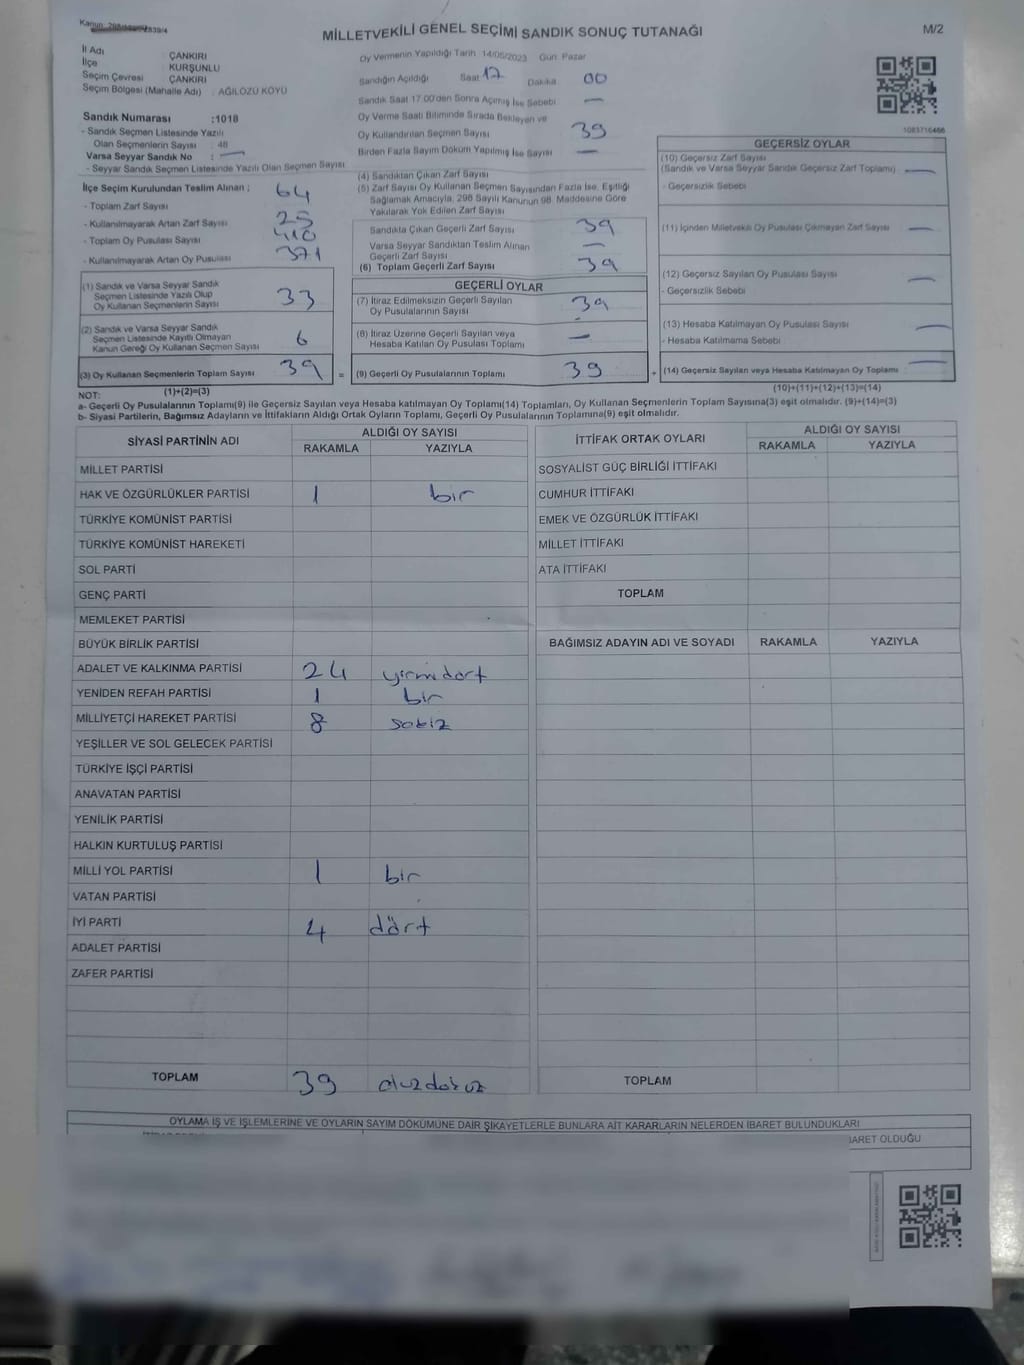 MİLLETVEKİLİ GENEL SEÇİMİ SANDIK SONUÇ TUTANAĞI
M/2
İl Adı : ÇANKIRI
İlçe : KURŞUNLU
Seçim Çevresi : ÇANKIRI
Seçim Bölgesi (Mahalle Adı) : AĞILÖZÜ KÖYÜ
Oy Vermenin Yapıldığı Tarih 14/05/2023 Gün: Pazar
Sandığın Açıldığı Saat 17 Dakika 00
Sandık Saat 17.00'den Sonra Açmış İse Sebebi —
Oy Verme Saati Bitiminde Sırada Bekleyen ve
Oy Kullandırılan Seçmen Sayısı 39
Birden Fazla Sayım Döküm Yapılmış İse Sayısı —
Sandık Numarası :1018
- Sandık Seçmen Listesinde Yazılı
Olan Seçmenlerin Sayısı :
Varsa Seyyar Sandık No : —
- Seyyar Sandık Seçmen Listesinde Yazılı Olan Seçmen Sayısı
İlçe Seçim Kurulundan Teslim Alınan ;
- Toplam Zarf Sayısı 64
- Kullanılmayarak Artan Zarf Sayısı 25
- Toplam Oy Pusulası Sayısı 410
- Kullanılmayarak Artan Oy Pusulası 371
(1) Sandık ve Varsa Seyyar Sandık
Seçmen Listesinde Yazılı Olup
Oy Kullanan Seçmenlerin Sayısı 33
(2) Sandık ve Varsa Seyyar Sandık
Seçmen Listesinde Kayıtlı Olmayan
Kanun Gereği Oy Kullanan Seçmen Sayısı 6
(3) Oy Kullanan Seçmenlerin Toplam Sayısı 39
(1)+(2)=(3)
(4) Sandıktan Çıkan Zarf Sayısı
(5) Zarf Sayısı Oy Kullanan Seçmen Sayısından Fazla İse, Eşitliği
Sağlamak Amacıyla, 298 Sayılı Kanunun 98. Maddesine Göre
Yakılarak Yok Edilen Zarf Sayısı
Sandıkta Çıkan Geçerli Zarf Sayısı 39
Varsa Seyyar Sandıktan Teslim Alınan
Geçerli Zarf Sayısı —
(6) Toplam Geçerli Zarf Sayısı 39
GEÇERLİ OYLAR
(7) İtiraz Edilmeksizin Geçerli Sayılan
Oy Pusulalarının Sayısı 39
(8) İtiraz Üzerine Geçerli Sayılan veya
Hesaba Katılan Oy Pusulası Toplamı —
= (9) Geçerli Oy Pusulalarının Toplamı 39
1083716466
GEÇERSİZ OYLAR
(10) Geçersiz Zarf Sayısı
(Sandık ve Varsa Seyyar Sandık Geçersiz Zarf Toplamı) —
- Geçersizlik Sebebi
(11) İçinden Milletvekili Oy Pusulası Çıkmayan Zarf Sayısı —
(12) Geçersiz Sayılan Oy Pusulası Sayısı —
- Geçersizlik Sebebi
(13) Hesaba Katılmayan Oy Pusulası Sayısı —
- Hesaba Katılmama Sebebi
+ (14) Geçersiz Sayılan veya Hesaba Katılmayan Oy Toplamı —
(10)+(11)+(12)+(13)=(14)
NOT:
a- Geçerli Oy Pusulalarının Toplamı(9) ile Geçersiz Sayılan veya Hesaba katılmayan Oy Toplamı(14) Toplamları, Oy Kullanan Seçmenlerin Toplam Sayısına(3) eşit olmalıdır. (9)+(14)=(3)
b- Siyasi Partilerin, Bağımsız Adayların ve İttifakların Aldığı Ortak Oyların Toplamı, Geçerli Oy Pusulalarının Toplamına(9) eşit olmalıdır.
SİYASİ PARTİNİN ADI ALDIĞI OY SAYISI
RAKAMLA YAZIYLA
MİLLET PARTİSİ
HAK VE ÖZGÜRLÜKLER PARTİSİ 1 bir
TÜRKİYE KOMÜNİST PARTİSİ
TÜRKİYE KOMÜNİST HAREKETİ
SOL PARTİ
GENÇ PARTİ
MEMLEKET PARTİSİ
BÜYÜK BİRLİK PARTİSİ
ADALET VE KALKINMA PARTİSİ 24 yirmidört
YENİDEN REFAH PARTİSİ 1 bir
MİLLİYETÇİ HAREKET PARTİSİ 8 sekiz
YEŞİLLER VE SOL GELECEK PARTİSİ
TÜRKİYE İŞÇİ PARTİSİ
ANAVATAN PARTİSİ
YENİLİK PARTİSİ
HALKIN KURTULUŞ PARTİSİ
MİLLİ YOL PARTİSİ 1 bir
VATAN PARTİSİ
İYİ PARTİ 4 dört
ADALET PARTİSİ
ZAFER PARTİSİ
TOPLAM 39 otuzdokuz
İTTİFAK ORTAK OYLARI ALDIĞI OY SAYISI
RAKAMLA YAZIYLA
SOSYALİST GÜÇ BİRLİĞİ İTTİFAKI
CUMHUR İTTİFAKI
EMEK VE ÖZGÜRLÜK İTTİFAKI
MİLLET İTTİFAKI
ATA İTTİFAKI
TOPLAM
BAĞIMSIZ ADAYIN ADI VE SOYADI RAKAMLA YAZIYLA
TOPLAM
OYLAMA İŞ VE İŞLEMLERİNE VE OYLARIN SAYIM DÖKÜMÜNE DAİR ŞİKAYETLERLE BUNLARA AİT KARARLARIN NELERDEN İBARET BULUNDUKLARI
İBARET OLDUĞU